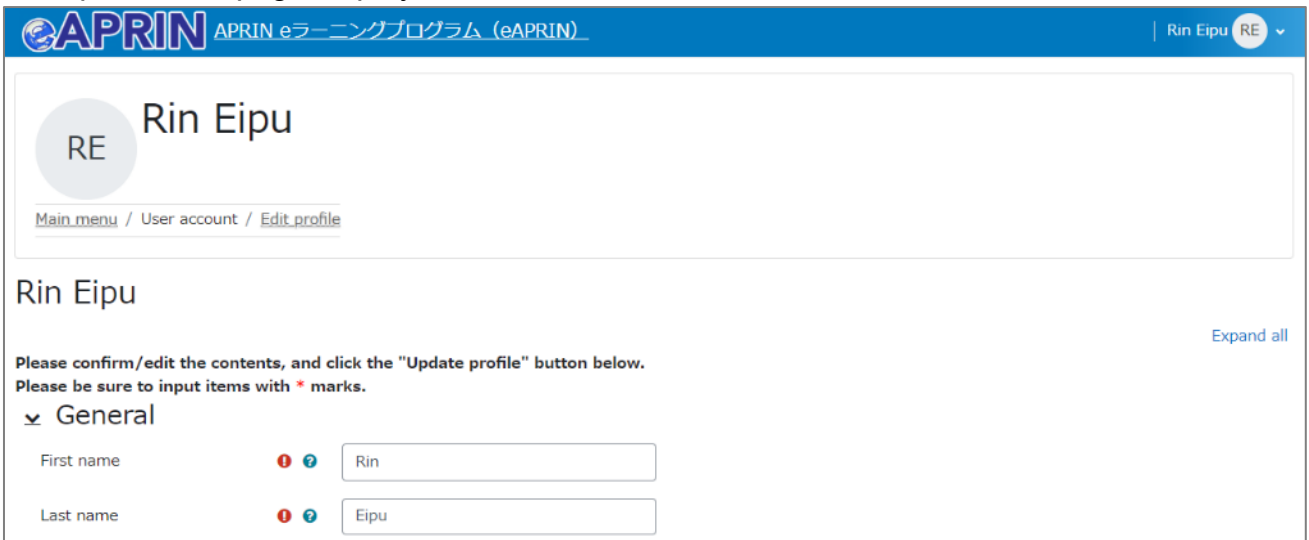 eAPRIN APRIN eラーニングプログラム（eAPRIN） Rin Eipu RE
RE Rin Eipu
Main menu / User account / Edit profile
Rin Eipu
Expand all
Please confirm/edit the contents, and click the "Update profile" button below.
Please be sure to input items with * marks.
General
First name ! ? Rin
Last name ! ? Eipu